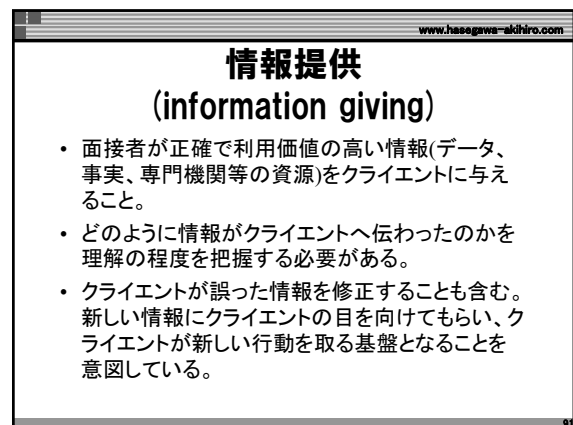 www.hasegawa-akihiro.com
情報提供
(information giving)
• 面接者が正確で利用価値の高い情報(データ、
事実、専門機関等の資源)をクライエントに与え
ること。
• どのように情報がクライエントへ伝わったのかを
理解の程度を把握する必要がある。
• クライエントが誤った情報を修正することも含む。
新しい情報にクライエントの目を向けてもらい、ク
ライエントが新しい行動を取る基盤となることを
意図している。
91